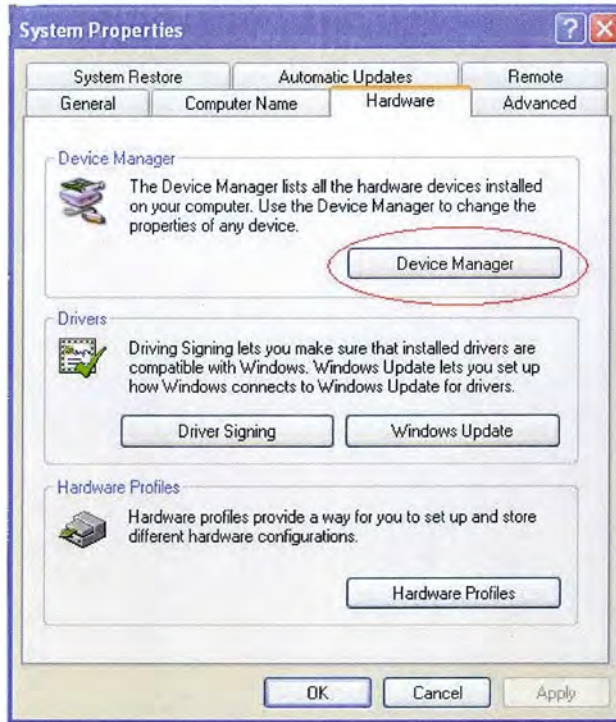 System Properties
System Restore
Automatic Updates
Remote
General
Computer Name
Hardware
Advanced
Device Manager
The Device Manager lists all the hardware devices installed
on your computer. Use the Device Manager to change the
properties of any device.
Device Manager
Drivers
Driving Signing lets you make sure that installed drivers are
compatible with Windows. Windows Update lets you set up
how Windows connects to Windows Update for drivers.
Driver Signing
Windows Update
Hardware Profiles
Hardware profiles provide a way for you to set up and store
different hardware configurations.
Hardware Profiles
OK
Cancel
Apply